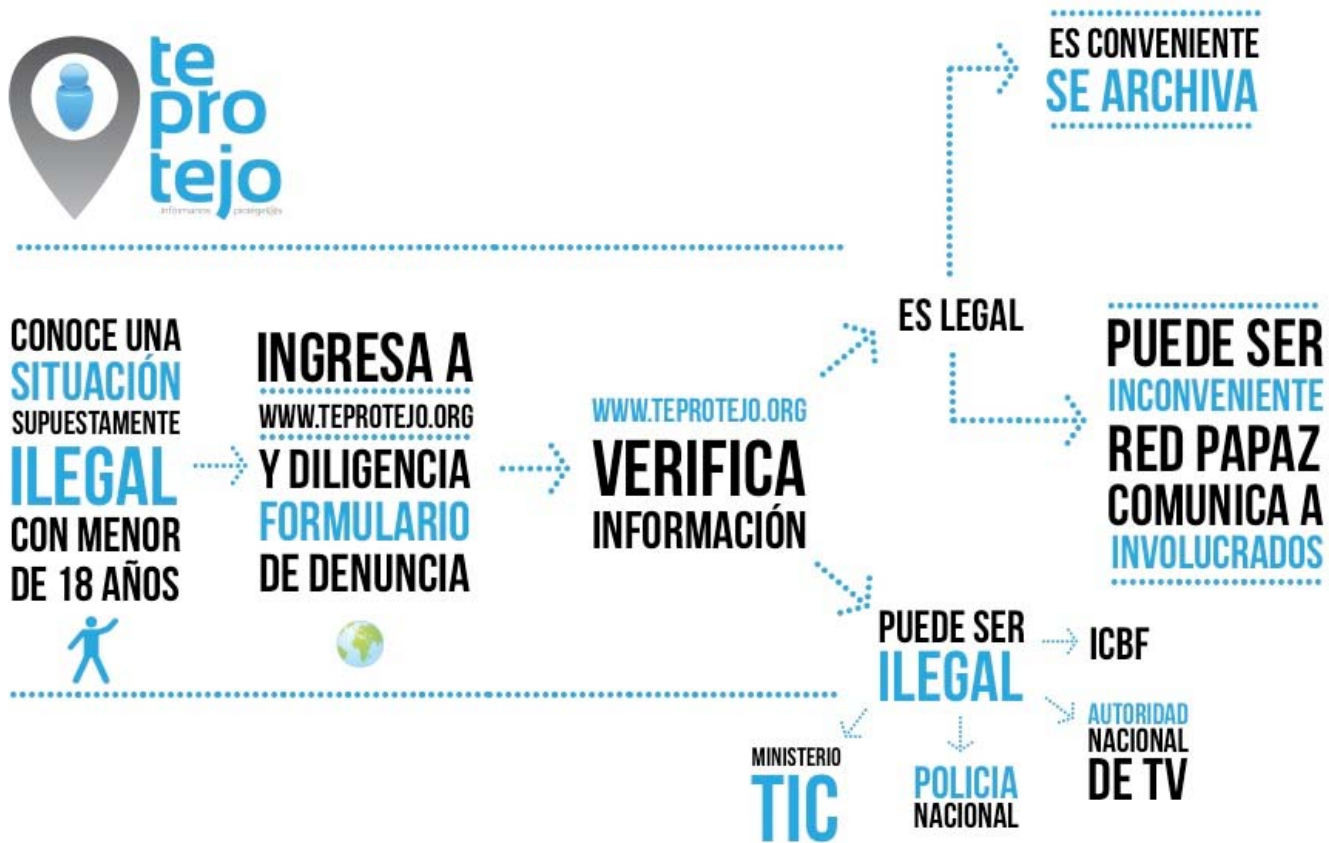 te
pro
tejo
CONOCE UNA
SITUACIÓN
SUPUESTAMENTE
ILEGAL
CON MENOR
DE 18 AÑOS
INGRESA A
WWW.TEPROTEJO.ORG
Y DILIGENCIA
FORMULARIO
DE DENUNCIA
WWW.TEPROTEJO.ORG
VERIFICA
INFORMACIÓN
ES LEGAL
ES CONVENIENTE
SE ARCHIVA
PUEDE SER
INCONVENIENTE
RED PAPAZ
COMUNICA A
INVOLUCRADOS
PUEDE SER
ILEGAL
ICBF
AUTORIDAD
NACIONAL
DE TV
POLICIA
NACIONAL
MINISTERIO
TIC